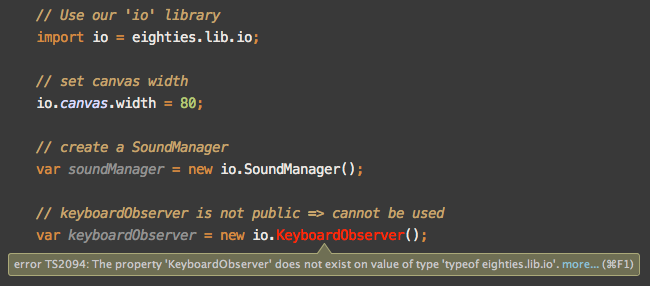 // Use our 'io' library
import io = eighties.lib.io;
// set canvas width
io.canvas.width = 80;
// create a SoundManager
var soundManager = new io.SoundManager();
// keyboardObserver is not public => cannot be used
var keyboardObserver = new io.KeyboardObserver();
error TS2094: The property 'KeyboardObserver' does not exist on value of type 'typeof eighties.lib.io'. more... (⌘F1)